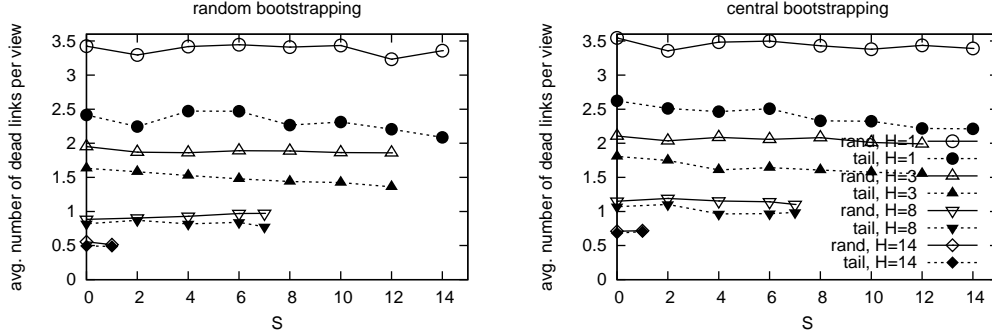 random bootstrapping
avg. number of dead links per view
3.5
3
2.5
2
1.5
1
0.5
0
0 2 4 6 8 10 12 14
S
central bootstrapping
avg. number of dead links per view
3.5
3
2.5
2
1.5
1
0.5
0
rand, H=1
tail, H=1
rand, H=3
tail, H=3
rand, H=8
tail, H=8
rand, H=14
tail, H=14
0 2 4 6 8 10 12 14
S